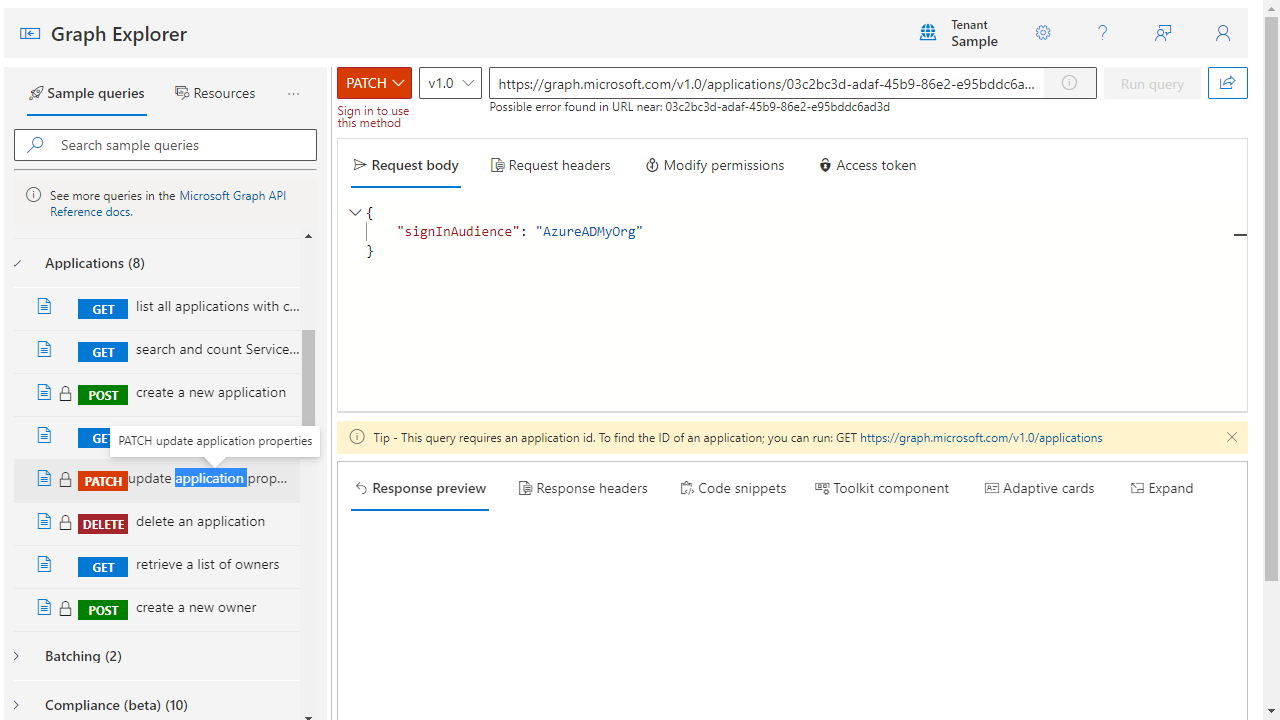 Graph Explorer
Tenant
Sample
Sample queries
Resources
Search sample queries
See more queries in the Microsoft Graph API
Reference docs.
Applications (8)
GET list all applications with c...
GET search and count Service...
POST create a new application
PATCH update application properties
PATCH update application prop...
DELETE delete an application
GET retrieve a list of owners
POST create a new owner
Batching (2)
Compliance (beta) (10)
PATCH
v1.0
https://graph.microsoft.com/v1.0/applications/03c2bc3d-adaf-45b9-86e2-e95bddc6a...
Run query
Sign in to use
this method
Possible error found in URL near: 03c2bc3d-adaf-45b9-86e2-e95bddc6ad3d
Request body
Request headers
Modify permissions
Access token
{
"signInAudience": "AzureADMyOrg"
}
Tip - This query requires an application id. To find the ID of an application; you can run: GET https://graph.microsoft.com/v1.0/applications
Response preview
Response headers
Code snippets
Toolkit component
Adaptive cards
Expand